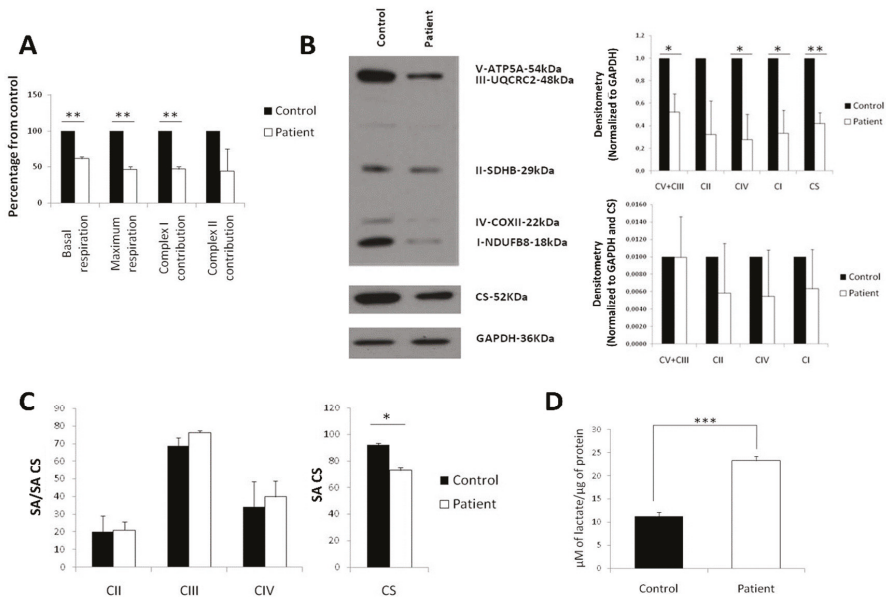 A
Percentage from control
150
100
50
0
Basal
respiration
Maximum
respiration
Complex I
contribution
Complex II
contribution
**
**
**
Control
Patient
B
Control
Patient
V-ATP5A-54kDa
III-UQCRC2-48kDa
II-SDHB-29kDa
IV-COXII-22kDa
I-NDUFB8-18kDa
CS-52KDa
GAPDH-36KDa
Densitometry
(Normalized to GAPDH)
1.2
1.0
0.8
0.6
0.4
0.2
0.0
*
*
*
**
CV+CIII
CII
CIV
CI
CS
Control
Patient
Densitometry
(Normalized to GAPDH and CS)
0.0160
0.0140
0.0120
0.0100
0.0080
0.0060
0.0040
0.0020
0.0000
CV+CIII
CII
CIV
CI
Control
Patient
C
SA/SA CS
90
80
70
60
50
40
30
20
10
0
CII
CIII
CIV
SA CS
120
100
80
60
40
20
0
*
CS
Control
Patient
D
µM of lactate/µg of protein
30
25
20
15
10
5
0
***
Control
Patient